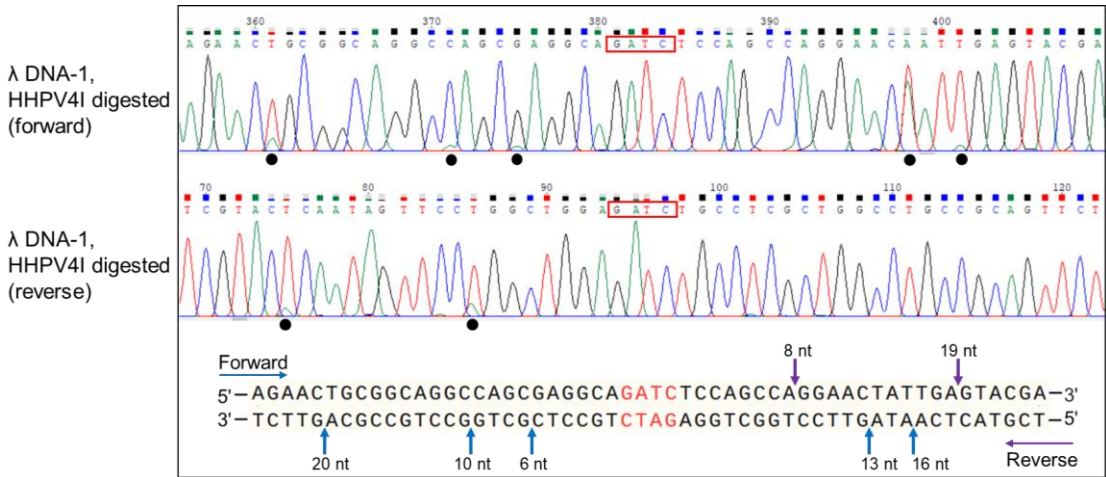 360 370 380 390 400
A G A A C T G C G G C A G G C C A G C G A G G C A G A T C T C C A G C C A G G A A C A A T T G A G T A C G A
λ DNA-1,
HHPV4I digested
(forward)
70 80 90 100 110 120
T C G T A C T C A A T A G T T C C T G G C T G G A G A T C T G C C T C G C T G G C C T G C C G C A G T T C T
λ DNA-1,
HHPV4I digested
(reverse)
8 nt 19 nt
Forward
5'–AGAACTGCGGCAGGCCAGCGAGGCAGATCTCCAGCCAGGAACTATTGAGTACGA-3'
3'–TCTTGACGCCGTCCGGTCGCTCCGTCTAGAGGTCGGTCCTTGATAACTCATGCT–5'
20 nt 10 nt 6 nt 13 nt 16 nt Reverse